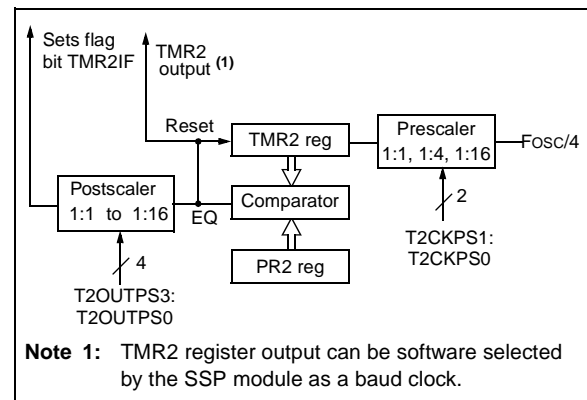 Sets flag
bit TMR2IF
TMR2
output (1)
Reset
TMR2 reg
Prescaler
1:1, 1:4, 1:16
FOSC/4
Postscaler
1:1 to 1:16
EQ
Comparator
2
T2CKPS1:
T2CKPS0
PR2 reg
4
T2OUTPS3:
T2OUTPS0
Note 1: TMR2 register output can be software selected
by the SSP module as a baud clock.